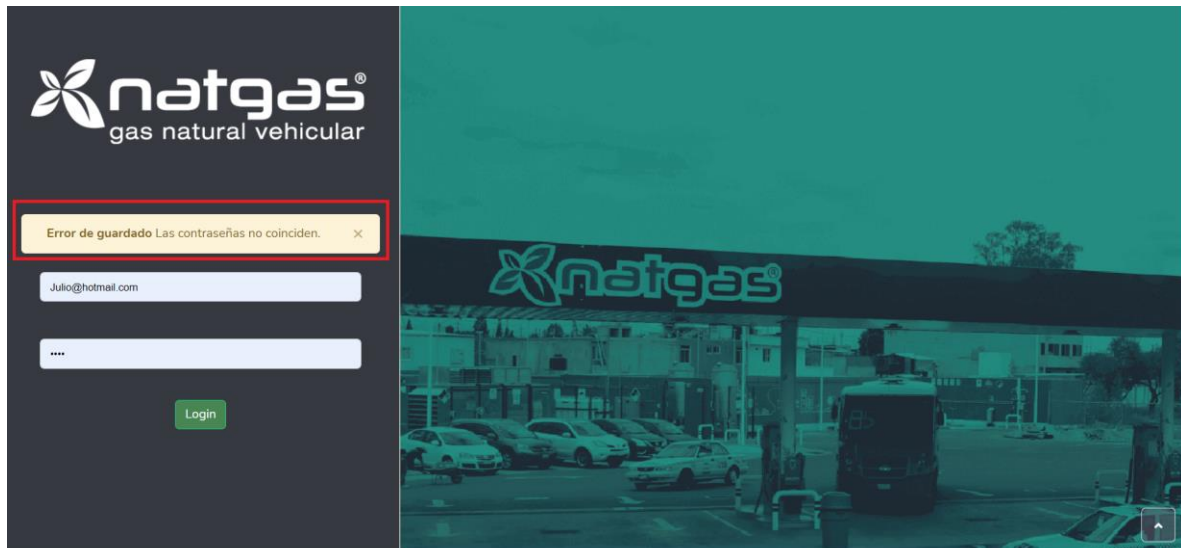 natgas®
gas natural vehicular
Error de guardado Las contraseñas no coinciden. ×
Julio@hotmail.com
••••
Login
natgas®